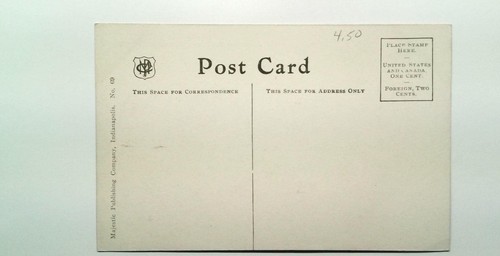 4.50
Post Card
THIS SPACE FOR CORRESPONDENCE
THIS SPACE FOR ADDRESS ONLY
PLACE STAMP
HERE.
UNITED STATES
AND CANADA
ONE CENT.
FOREIGN, TWO
CENTS.
Majestic Publishing Company, Indianapolis. No. 69